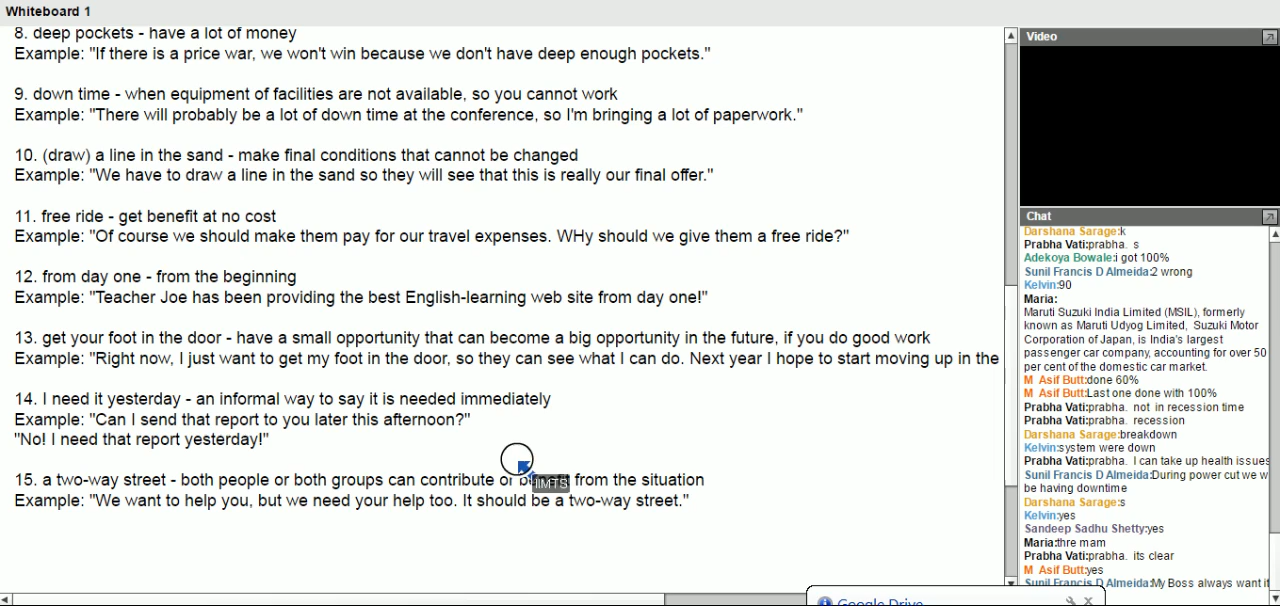 Whiteboard 1
8. deep pockets - have a lot of money
Example: "If there is a price war, we won't win because we don't have deep enough pockets."
9. down time - when equipment of facilities are not available, so you cannot work
Example: "There will probably be a lot of down time at the conference, so I'm bringing a lot of paperwork."
10. (draw) a line in the sand - make final conditions that cannot be changed
Example: "We have to draw a line in the sand so they will see that this is really our final offer."
11. free ride - get benefit at no cost
Example: "Of course we should make them pay for our travel expenses. WHy should we give them a free ride?"
12. from day one - from the beginning
Example: "Teacher Joe has been providing the best English-learning web site from day one!"
13. get your foot in the door - have a small opportunity that can become a big opportunity in the future, if you do good work
Example: "Right now, I just want to get my foot in the door, so they can see what I can do. Next year I hope to start moving up in the
14. I need it yesterday - an informal way to say it is needed immediately
Example: "Can I send that report to you later this afternoon?"
"No! I need that report yesterday!"
15. a two-way street - both people or both groups can contribute or from the situation
IIMTS
Example: "We want to help you, but we need your help too. It should be a two-way street."
Video
Chat
Darshana Sarage:k
Prabha Vati:prabha. s
Adekoya Bowale:i got 100%
Sunil Francis D Almeida:2 wrong
Kelvin:90
Maria:
Maruti Suzuki India Limited (MSIL), formerly
known as Maruti Udyog Limited, Suzuki Motor
Corporation of Japan, is India's largest
passenger car company, accounting for over 50
per cent of the domestic car market.
M Asif Butt:done 60%
M Asif Butt:Last one done with 100%
Prabha Vati:prabha. not in recession time
Prabha Vati:prabha. recession
Darshana Sarage:breakdown
Kelvin:system were down
Prabha Vati:prabha. I can take up health issues
Sunil Francis D Almeida:During power cut we w
be having downtime
Darshana Sarage:s
Kelvin:yes
Sandeep Sadhu Shetty:yes
Maria:thre mam
Prabha Vati:prabha. its clear
M Asif Butt:yes
Sunil Francis D Almeida:My Boss always want it
Google Drive